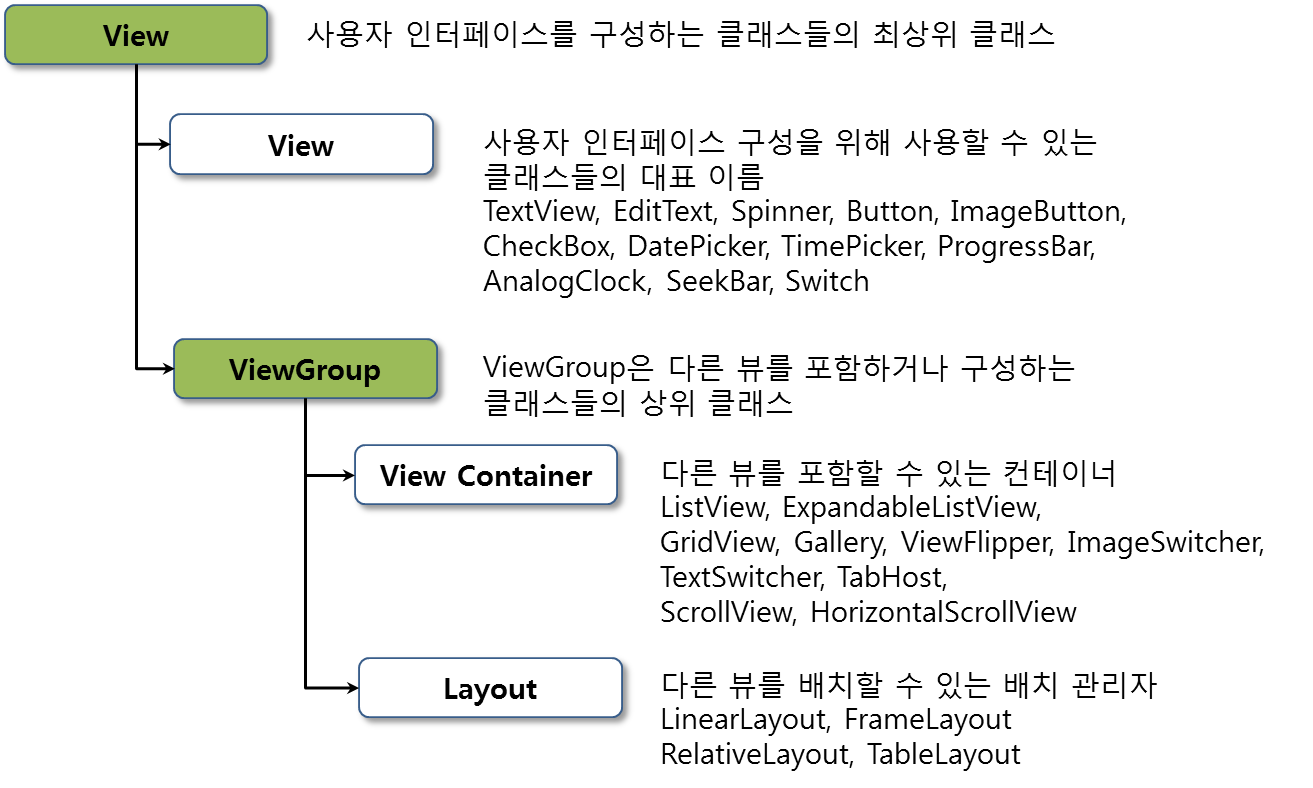 View
사용자 인터페이스를 구성하는 클래스들의 최상위 클래스
View
사용자 인터페이스 구성을 위해 사용할 수 있는
클래스들의 대표 이름
TextView, EditText, Spinner, Button, ImageButton,
CheckBox, DatePicker, TimePicker, ProgressBar,
AnalogClock, SeekBar, Switch
ViewGroup
ViewGroup은 다른 뷰를 포함하거나 구성하는
클래스들의 상위 클래스
View Container
다른 뷰를 포함할 수 있는 컨테이너
ListView, ExpandableListView,
GridView, Gallery, ViewFlipper, ImageSwitcher,
TextSwitcher, TabHost,
ScrollView, HorizontalScrollView
Layout
다른 뷰를 배치할 수 있는 배치 관리자
LinearLayout, FrameLayout
RelativeLayout, TableLayout